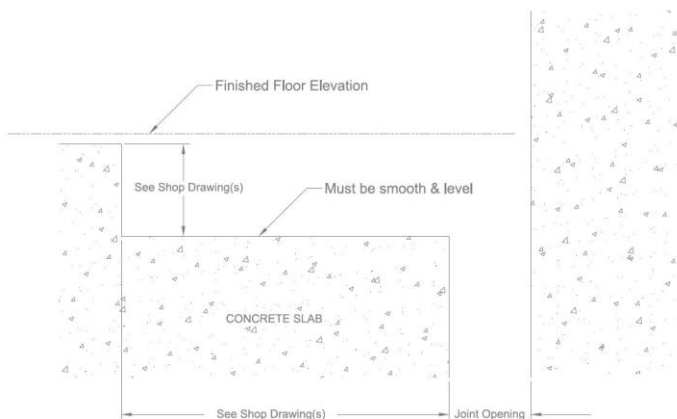 Finished Floor Elevation
See Shop Drawing(s)
Must be smooth & level
CONCRETE SLAB
See Shop Drawing(s)
Joint Opening